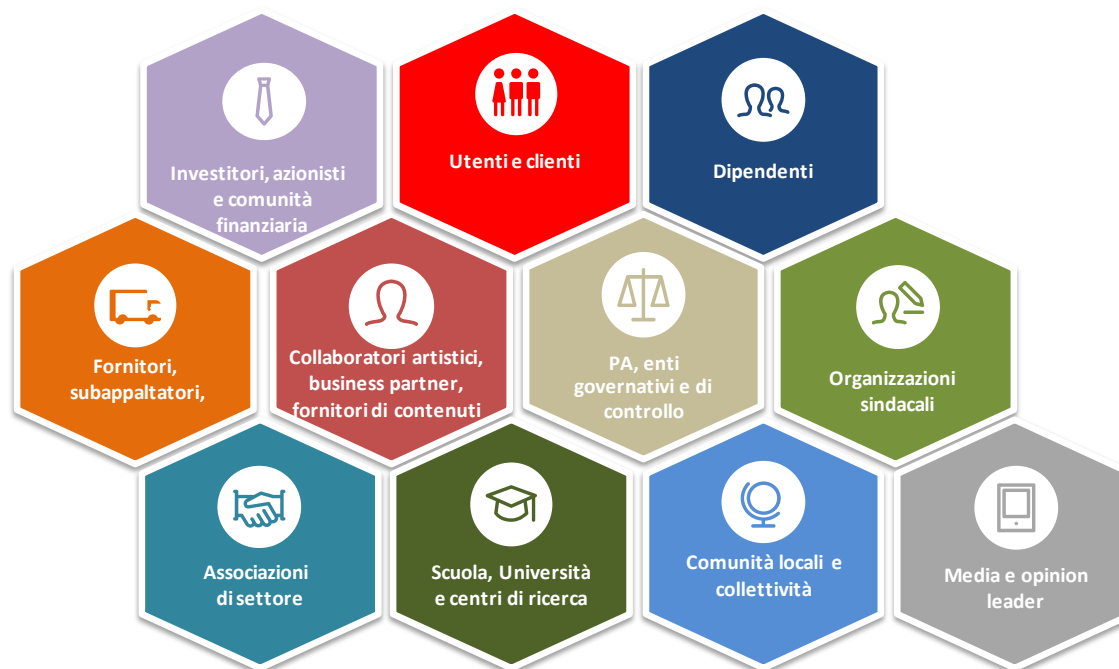 Investitori, azionisti
e comunità
finanziaria
Utenti e clienti
Dipendenti
Fornitori,
subappaltatori,
Collaboratori artistici,
business partner,
fornitori di contenuti
PA, enti
governativi e di
controllo
Organizzazioni
sindacali
Associazioni
di settore
Scuola, Università
e centri di ricerca
Comunità locali e
collettività
Media e opinion
leader